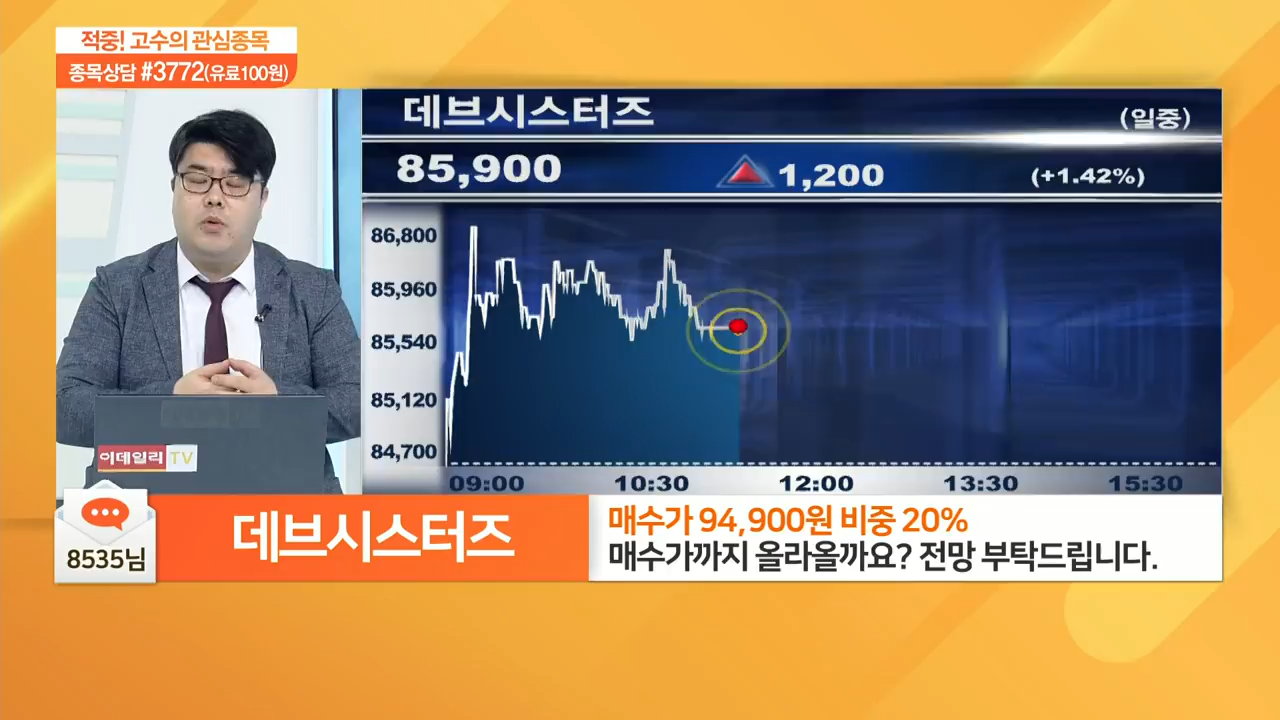 적중! 고수의 관심종목
종목상담 #3772(유료100원)
데브시스터즈
(일중)
85,900
1,200
(+1.42%)
86,800
85,960
85,540
85,120
84,700
09:00 10:30 12:00 13:30 15:30
이데일리 TV
8535님
데브시스터즈
매수가 94,900원 비중 20%
매수가까지 올라올까요? 전망 부탁드립니다.